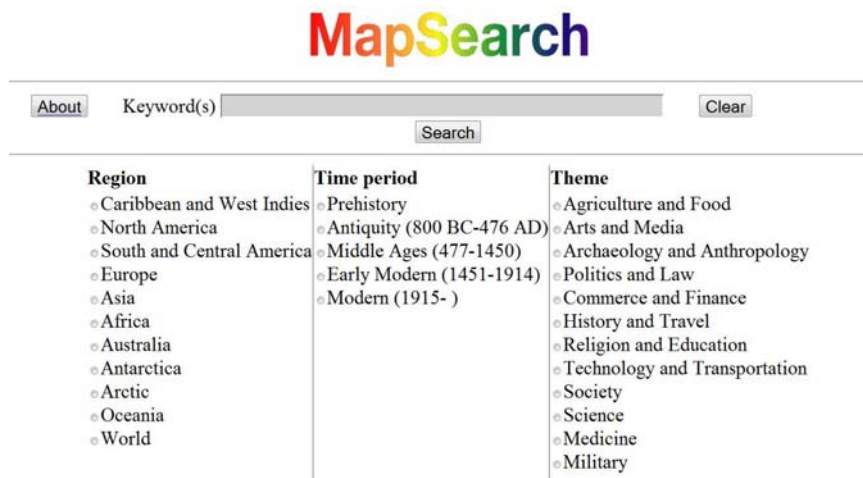 MapSearch
About Keyword(s) Clear
Search
Region
Caribbean and West Indies
North America
South and Central America
Europe
Asia
Africa
Australia
Antarctica
Arctic
Oceania
World
Time period
Prehistory
Antiquity (800 BC-476 AD)
Middle Ages (477-1450)
Early Modern (1451-1914)
Modern (1915- )
Theme
Agriculture and Food
Arts and Media
Archaeology and Anthropology
Politics and Law
Commerce and Finance
History and Travel
Religion and Education
Technology and Transportation
Society
Science
Medicine
Military